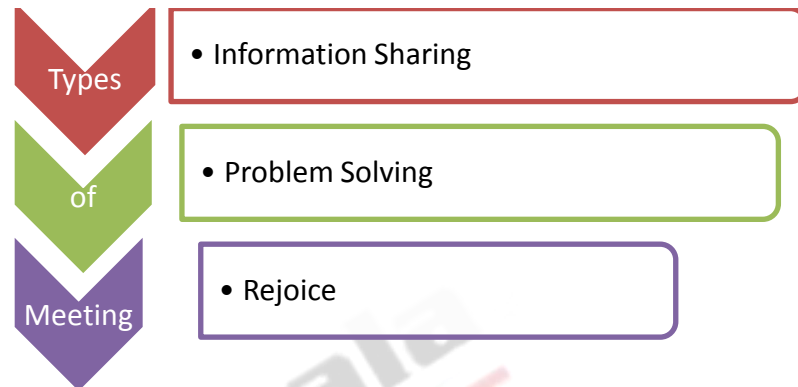 Types
• Information Sharing
of
• Problem Solving
Meeting
• Rejoice